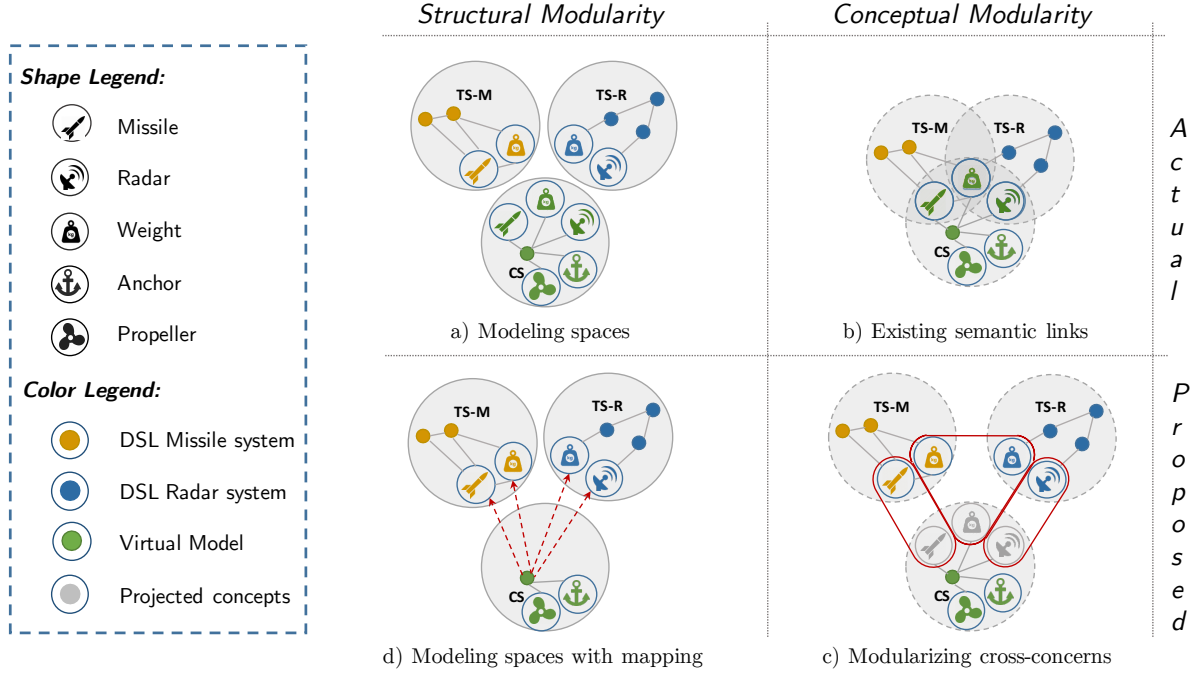 Structural Modularity
Conceptual Modularity
Shape Legend:
Missile
Radar
Weight
Anchor
Propeller
Color Legend:
DSL Missile system
DSL Radar system
Virtual Model
Projected concepts
TS-M
TS-R
CS
a) Modeling spaces
TS-M
TS-R
CS
b) Existing semantic links
Actual
TS-M
TS-R
CS
d) Modeling spaces with mapping
TS-M
TS-R
CS
c) Modularizing cross-concerns
Proposed